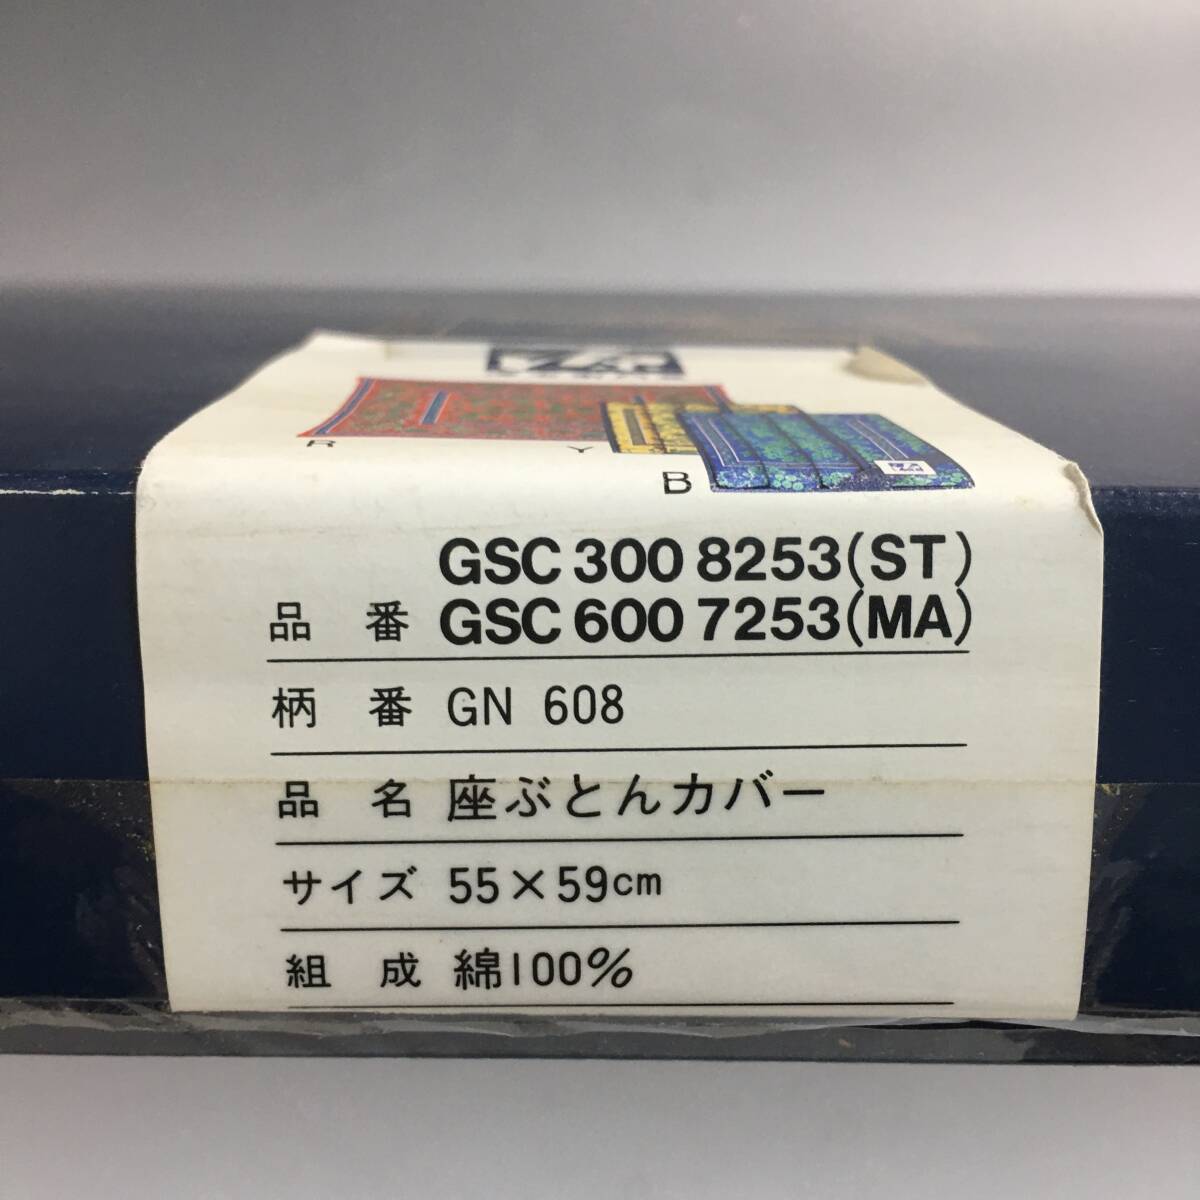 R
Y
B
GSC 300 8253(ST)
品 番 GSC 600 7253(MA)
柄 番 GN 608
品 名 座ぶとんカバー
サイズ 55×59cm
組 成 綿100%